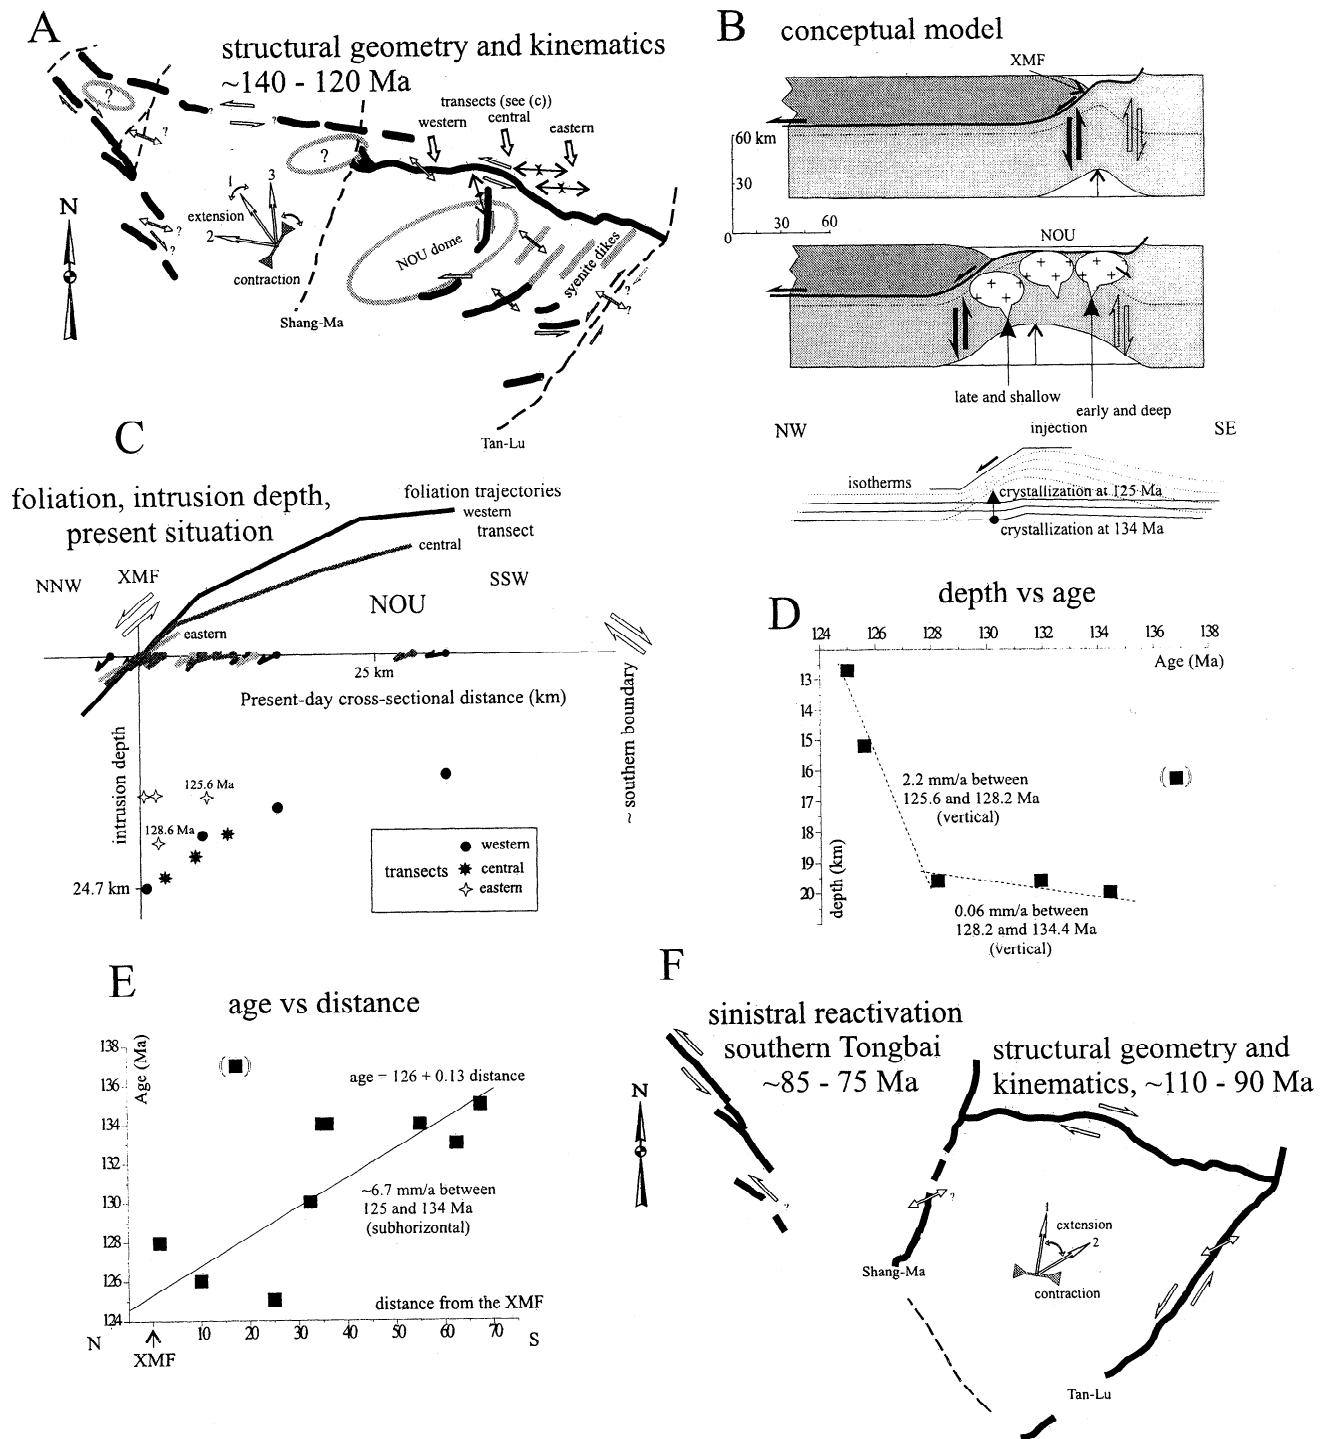 A
structural geometry and kinematics
~140 - 120 Ma
transects (see (c))
western
central
eastern
?
?
?
?
?
?
N
1
3
extension
2
contraction
?
?
NOU dome
syenite dikes
?
?
Shang-Ma
Tan-Lu
B
conceptual model
XMF
60 km
30
0
30
60
NOU
late and shallow
early and deep
injection
NW
SE
isotherms
crystallization at 125 Ma
crystallization at 134 Ma
C
foliation, intrusion depth,
present situation
foliation trajectories
western
transect
central
NNW
XMF
SSW
NOU
eastern
25 km
Present-day cross-sectional distance (km)
intrusion depth
~ southern boundary
125.6 Ma
128.6 Ma
24.7 km
transects
western
central
eastern
D
depth vs age
124
126
128
130
132
134
136
138
Age (Ma)
13
14
15
16
17
18
19
20
depth (km)
( )
2.2 mm/a between
125.6 and 128.2 Ma
(vertical)
0.06 mm/a between
128.2 amd 134.4 Ma
(vertical)
E
age vs distance
138
136
134
132
130
128
126
124
Age (Ma)
( )
age = 126 + 0.13 distance
~6.7 mm/a between
125 and 134 Ma
(subhorizontal)
distance from the XMF
10
20
30
40
50
60
70
N
S
XMF
F
sinistral reactivation
southern Tongbai
~85 - 75 Ma
structural geometry and
kinematics, ~110 - 90 Ma
N
?
?
1
extension
2
contraction
Shang-Ma
Tan-Lu